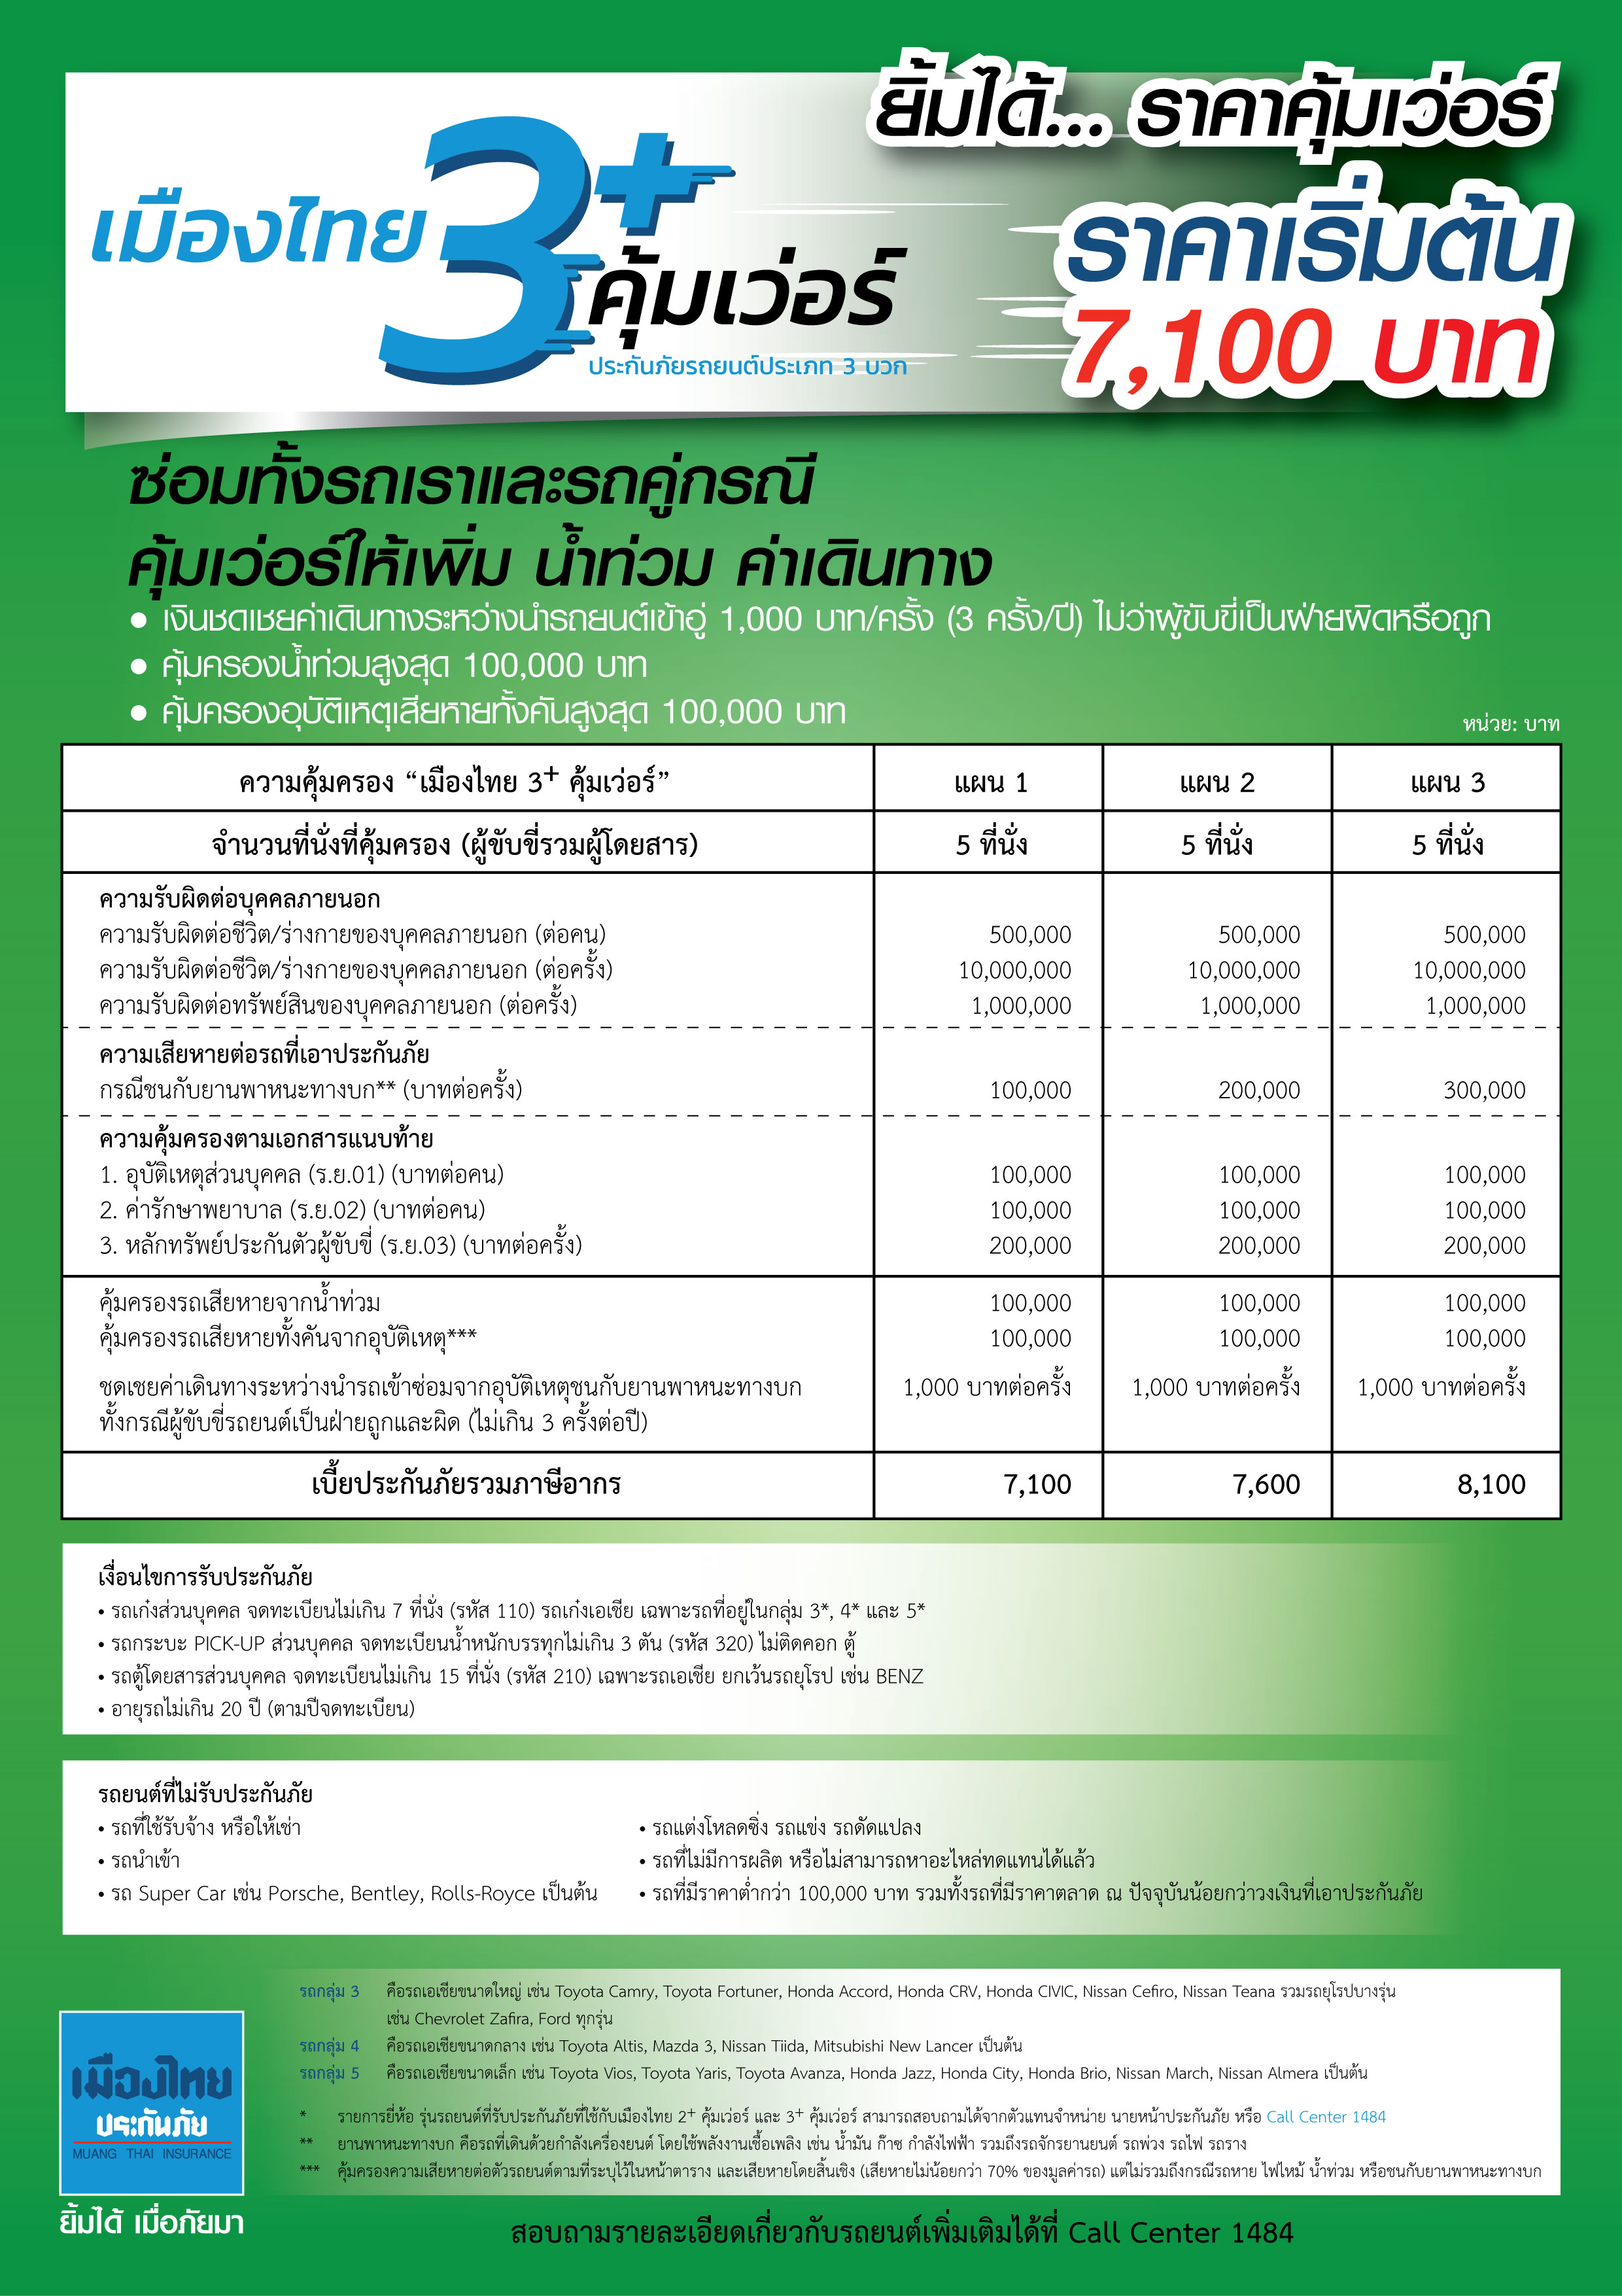 ยิ้มได้... ราคาคุ้มเว่อร์
เมืองไทย 3+ คุ้มเว่อร์
ประกันภัยรถยนต์ประเภท 3 บวก
ราคาเริ่มต้น
7,100 บาท
ซ่อมทั้งรถเราและรถคู่กรณี
คุ้มเว่อร์ให้เพิ่ม น้ำท่วม ค่าเดินทาง
• เงินชดเชยค่าเดินทางระหว่างนำรถยนต์เข้าอู่ 1,000 บาท/ครั้ง (3 ครั้ง/ปี) ไม่ว่าผู้ขับขี่เป็นฝ่ายผิดหรือถูก
• คุ้มครองน้ำท่วมสูงสุด 100,000 บาท
• คุ้มครองอุบัติเหตุเสียหายทั้งคันสูงสุด 100,000 บาท
หน่วย: บาท
ความคุ้มครอง “เมืองไทย 3+ คุ้มเว่อร์” แผน 1 แผน 2 แผน 3
จำนวนที่นั่งที่คุ้มครอง (ผู้ขับขี่รวมผู้โดยสาร) 5 ที่นั่ง 5 ที่นั่ง 5 ที่นั่ง
ความรับผิดต่อบุคคลภายนอก
ความรับผิดต่อชีวิต/ร่างกายของบุคคลภายนอก (ต่อคน) 500,000 500,000 500,000
ความรับผิดต่อชีวิต/ร่างกายของบุคคลภายนอก (ต่อครั้ง) 10,000,000 10,000,000 10,000,000
ความรับผิดต่อทรัพย์สินของบุคคลภายนอก (ต่อครั้ง) 1,000,000 1,000,000 1,000,000
ความเสียหายต่อรถที่เอาประกันภัย
กรณีชนกับยานพาหนะทางบก** (บาทต่อครั้ง) 100,000 200,000 300,000
ความคุ้มครองตามเอกสารแนบท้าย
1. อุบัติเหตุส่วนบุคคล (ร.ย.01) (บาทต่อคน) 100,000 100,000 100,000
2. ค่ารักษาพยาบาล (ร.ย.02) (บาทต่อคน) 100,000 100,000 100,000
3. หลักทรัพย์ประกันตัวผู้ขับขี่ (ร.ย.03) (บาทต่อครั้ง) 200,000 200,000 200,000
คุ้มครองรถเสียหายจากน้ำท่วม 100,000 100,000 100,000
คุ้มครองรถเสียหายทั้งคันจากอุบัติเหตุ*** 100,000 100,000 100,000
ชดเชยค่าเดินทางระหว่างนำรถเข้าซ่อมจากอุบัติเหตุชนกับยานพาหนะทางบก 1,000 บาทต่อครั้ง 1,000 บาทต่อครั้ง 1,000 บาทต่อครั้ง
ทั้งกรณีผู้ขับขี่รถยนต์เป็นฝ่ายถูกและผิด (ไม่เกิน 3 ครั้งต่อปี)
เบี้ยประกันภัยรวมภาษีอากร 7,100 7,600 8,100
เงื่อนไขการรับประกันภัย
• รถเก๋งส่วนบุคคล จดทะเบียนไม่เกิน 7 ที่นั่ง (รหัส 110) รถเก๋งเอเชีย เฉพาะรถที่อยู่ในกลุ่ม 3*, 4* และ 5*
• รถกระบะ PICK-UP ส่วนบุคคล จดทะเบียนน้ำหนักบรรทุกไม่เกิน 3 ตัน (รหัส 320) ไม่ติดคอก ตู้
• รถตู้โดยสารส่วนบุคคล จดทะเบียนไม่เกิน 15 ที่นั่ง (รหัส 210) เฉพาะรถเอเชีย ยกเว้นรถยุโรป เช่น BENZ
• อายุรถไม่เกิน 20 ปี (ตามปีจดทะเบียน)
รถยนต์ที่ไม่รับประกันภัย
• รถที่ใช้รับจ้าง หรือให้เช่า
• รถนำเข้า
• รถ Super Car เช่น Porsche, Bentley, Rolls-Royce เป็นต้น
• รถแต่งโหลดซิ่ง รถแข่ง รถดัดแปลง
• รถที่ไม่มีการผลิต หรือไม่สามารถหาอะไหล่ทดแทนได้แล้ว
• รถที่มีราคาต่ำกว่า 100,000 บาท รวมทั้งรถที่มีราคาตลาด ณ ปัจจุบันน้อยกว่าวงเงินที่เอาประกันภัย
รถกลุ่ม 3 คือรถเอเชียขนาดใหญ่ เช่น Toyota Camry, Toyota Fortuner, Honda Accord, Honda CRV, Honda CIVIC, Nissan Cefiro, Nissan Teana รวมรถยุโรปบางรุ่น
เช่น Chevrolet Zafira, Ford ทุกรุ่น
รถกลุ่ม 4 คือรถเอเชียขนาดกลาง เช่น Toyota Altis, Mazda 3, Nissan Tiida, Mitsubishi New Lancer เป็นต้น
รถกลุ่ม 5 คือรถเอเชียขนาดเล็ก เช่น Toyota Vios, Toyota Yaris, Toyota Avanza, Honda Jazz, Honda City, Honda Brio, Nissan March, Nissan Almera เป็นต้น
* รายการยี่ห้อ รุ่นรถยนต์ที่รับประกันภัยที่ใช้กับเมืองไทย 2+ คุ้มเว่อร์ และ 3+ คุ้มเว่อร์ สามารถสอบถามได้จากตัวแทนจำหน่าย นายหน้าประกันภัย หรือ Call Center 1484
** ยานพาหนะทางบก คือรถที่เดินด้วยกำลังเครื่องยนต์ โดยใช้พลังงานเชื้อเพลิง เช่น น้ำมัน ก๊าซ กำลังไฟฟ้า รวมถึงรถจักรยานยนต์ รถพ่วง รถไฟ รถราง
*** คุ้มครองความเสียหายต่อตัวรถยนต์ตามที่ระบุไว้ในหน้าตาราง และเสียหายโดยสิ้นเชิง (เสียหายไม่น้อยกว่า 70% ของมูลค่ารถ) แต่ไม่รวมถึงกรณีรถหาย ไฟไหม้ น้ำท่วม หรือชนกับยานพาหนะทางบก
เมืองไทย
ประกันภัย
MUANG THAI INSURANCE
ยิ้มได้ เมื่อภัยมา
สอบถามรายละเอียดเกี่ยวกับรถยนต์เพิ่มเติมได้ที่ Call Center 1484